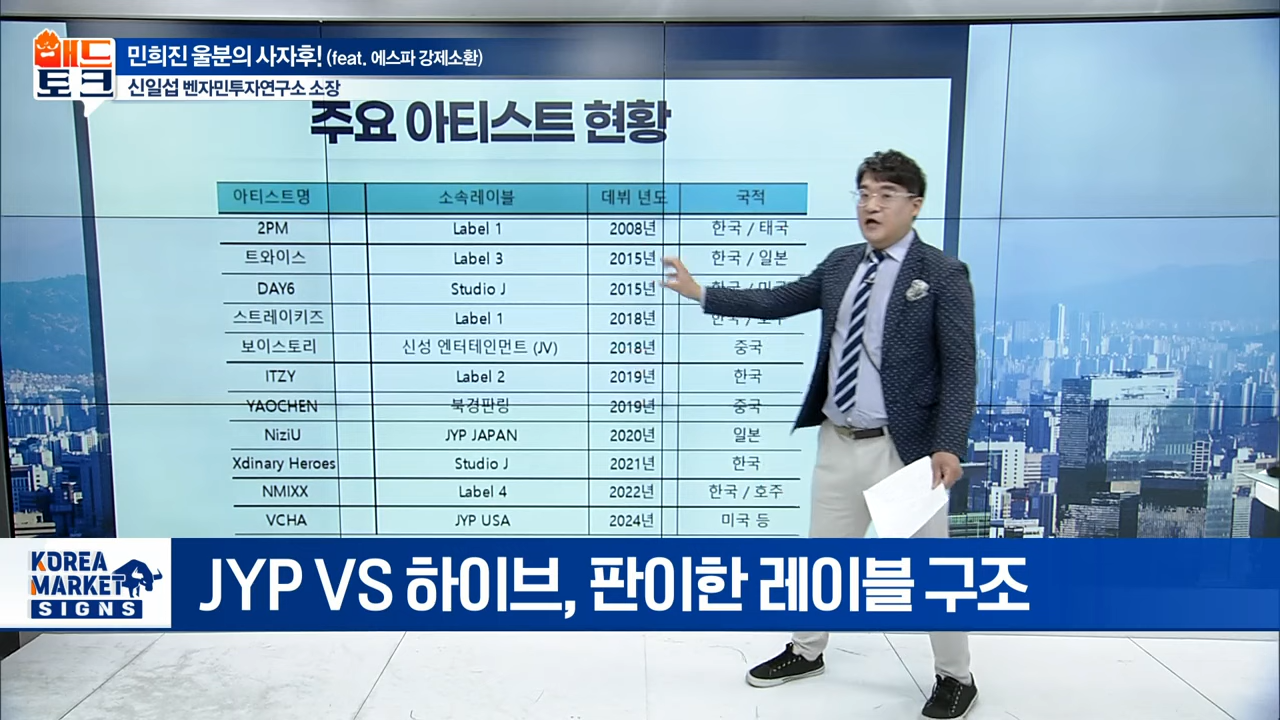 매드
토크
민희진 울분의 사자후! (feat. 에스파 강제소환)
신일섭 벤자민투자연구소 소장
주요 아티스트 현황
아티스트명 소속레이블 데뷔 년도 국적
2PM Label 1 2008년 한국 / 태국
트와이스 Label 3 2015년 한국 / 일본
DAY6 Studio J 2015년 한국 / 미국
스트레이키즈 Label 1 2018년 한국 / 호주
보이스토리 신성 엔터테인먼트 (JV) 2018년 중국
ITZY Label 2 2019년 한국
YAOCHEN 북경판링 2019년 중국
NiziU JYP JAPAN 2020년 일본
Xdinary Heroes Studio J 2021년 한국
NMIXX Label 4 2022년 한국 / 호주
VCHA JYP USA 2024년 미국 등
KOREA
MARKET
SIGNS
JYP VS 하이브, 판이한 레이블 구조